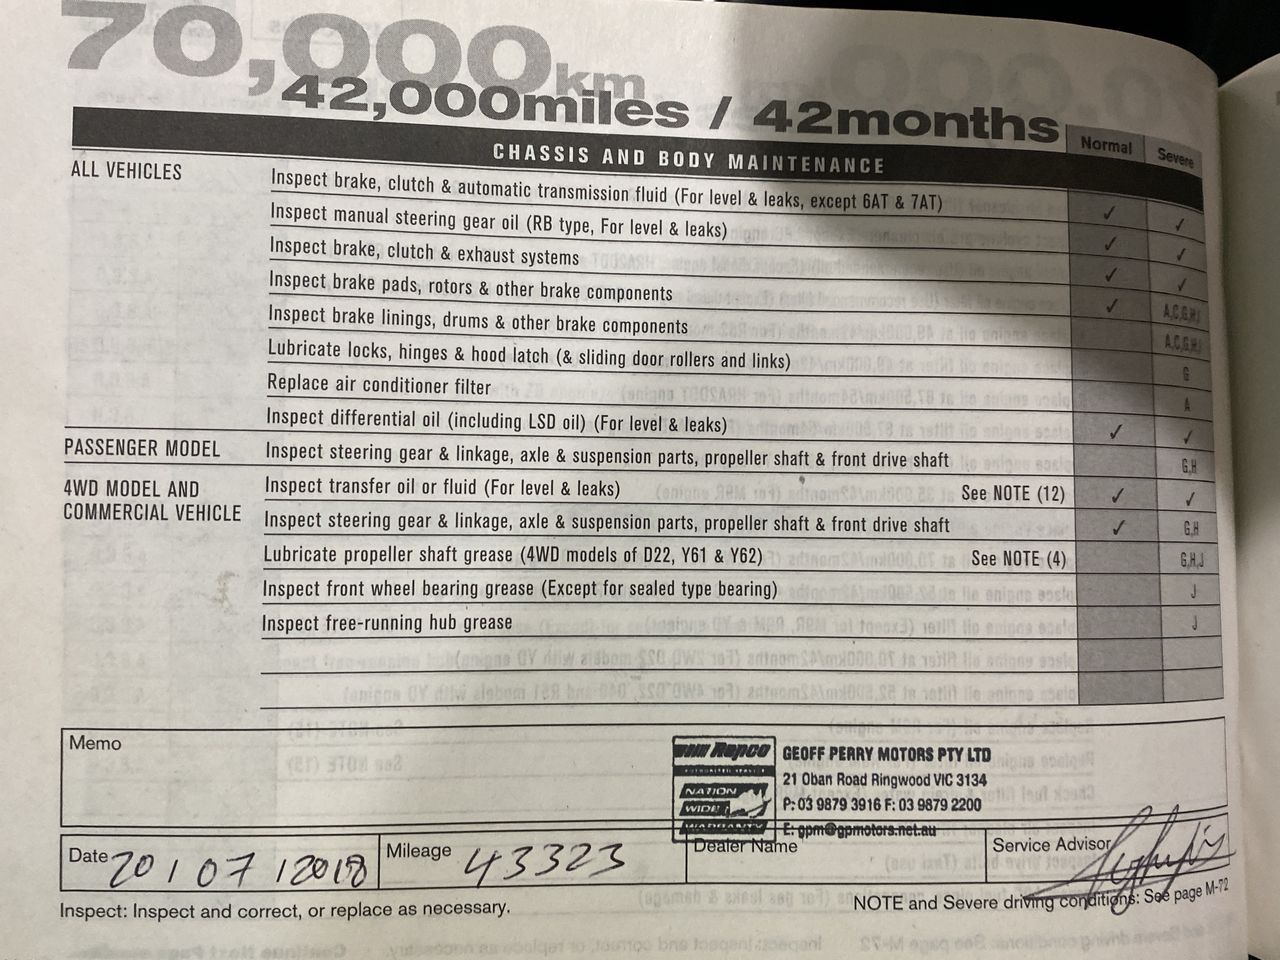 70,000km
42,000miles / 42months
CHASSIS AND BODY MAINTENANCE Normal Severe
ALL VEHICLES Inspect brake, clutch & automatic transmission fluid (For level & leaks, except 6AT & 7AT) ✓ ✓
Inspect manual steering gear oil (RB type, For level & leaks) ✓ ✓
Inspect brake, clutch & exhaust systems ✓ ✓
Inspect brake pads, rotors & other brake components ✓ A,C,G,H,J
Inspect brake linings, drums & other brake components A,C,G,H,J
Lubricate locks, hinges & hood latch (& sliding door rollers and links) G
Replace air conditioner filter A
Inspect differential oil (including LSD oil) (For level & leaks) ✓ ✓
PASSENGER MODEL Inspect steering gear & linkage, axle & suspension parts, propeller shaft & front drive shaft G,H
4WD MODEL AND Inspect transfer oil or fluid (For level & leaks) See NOTE (12) ✓ ✓
COMMERCIAL VEHICLE Inspect steering gear & linkage, axle & suspension parts, propeller shaft & front drive shaft ✓ G,H
Lubricate propeller shaft grease (4WD models of D22, Y61 & Y62) See NOTE (4) G,H,J
Inspect front wheel bearing grease (Except for sealed type bearing) J
Inspect free-running hub grease J
Memo
Repco
NATION
WIDE
WARRANTY
GEOFF PERRY MOTORS PTY LTD
21 Oban Road Ringwood VIC 3134
P: 03 9879 3916 F: 03 9879 2200
E: gpm@gpmotors.net.au
Date 20/07/2018 Mileage 43323 Dealer Name Service Advisor
Inspect: Inspect and correct, or replace as necessary. NOTE and Severe driving conditions: See page M-72